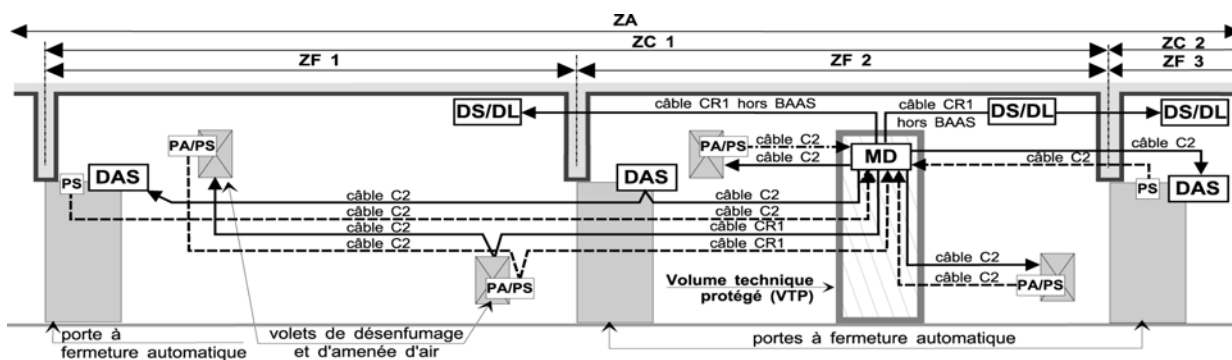 ZA
ZC 1
ZC 2
ZF 1
ZF 2
ZF 3
DS/DL
câble CR1 hors BAAS
câble CR1
hors BAAS
DS/DL
DS/DL
PA/PS
PA/PS
câble C2
câble C2
MD
câble C2
câble C2
PS
DAS
DAS
PS
DAS
câble C2
câble C2
câble C2
câble C2
câble C2
câble CR1
câble C2
câble CR1
PA/PS
câble C2
câble C2
PA/PS
Volume technique
protégé (VTP)
porte à
fermeture automatique
volets de désenfumage
et d'amenée d'air
portes à fermeture automatique